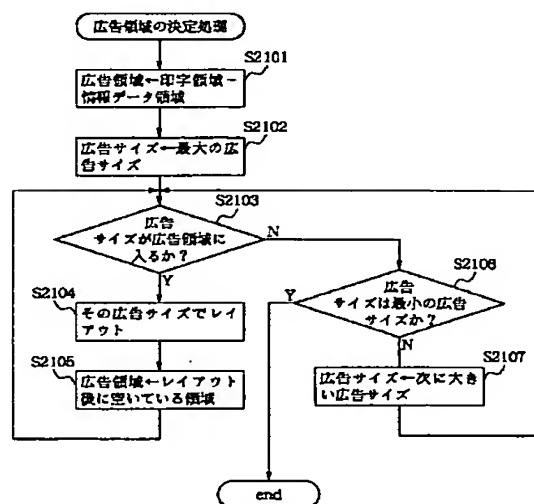 広告領域の決定処理
S2101
広告領域←印字領域－
情報データ領域
S2102
広告サイズ←最大の広
告サイズ
S2103
広告
サイズが広告領域に
入るか？
N
Y
S2106
広告
サイズは最小の広告
サイズか？
Y
N
S2104
その広告サイズでレイ
アウト
S2105
広告領域←レイアウト
後に空いている領域
S2107
広告サイズ←次に大き
い広告サイズ
end